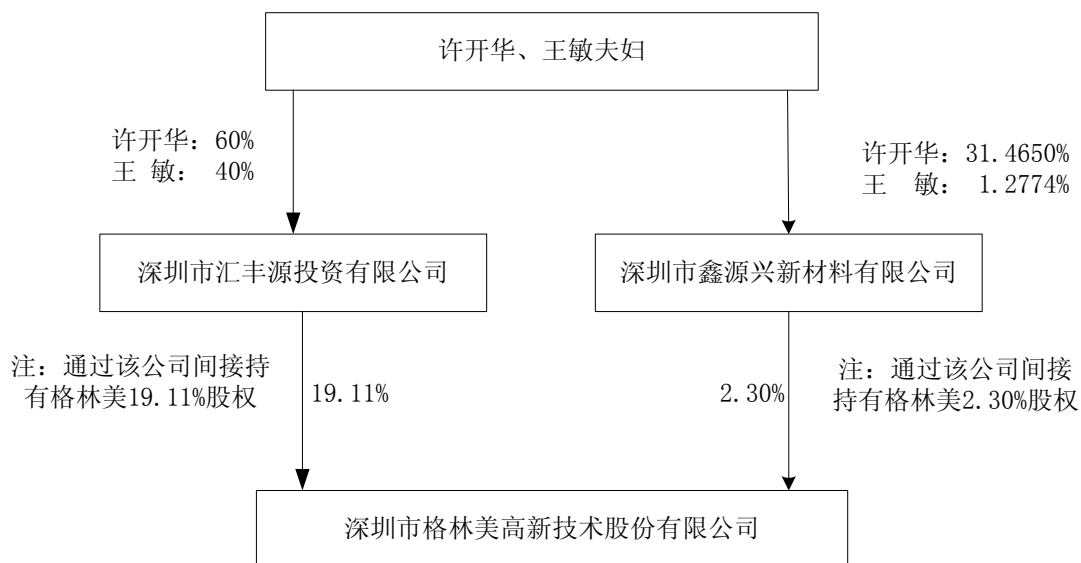 许开华、王敏夫妇
许开华：60%
王 敏： 40%
许开华：31.4650%
王　敏： 1.2774%
深圳市汇丰源投资有限公司
深圳市鑫源兴新材料有限公司
注：通过该公司间接持
有格林美19.11%股权
19.11%
2.30%
注：通过该公司间接
持有格林美2.30%股权
深圳市格林美高新技术股份有限公司